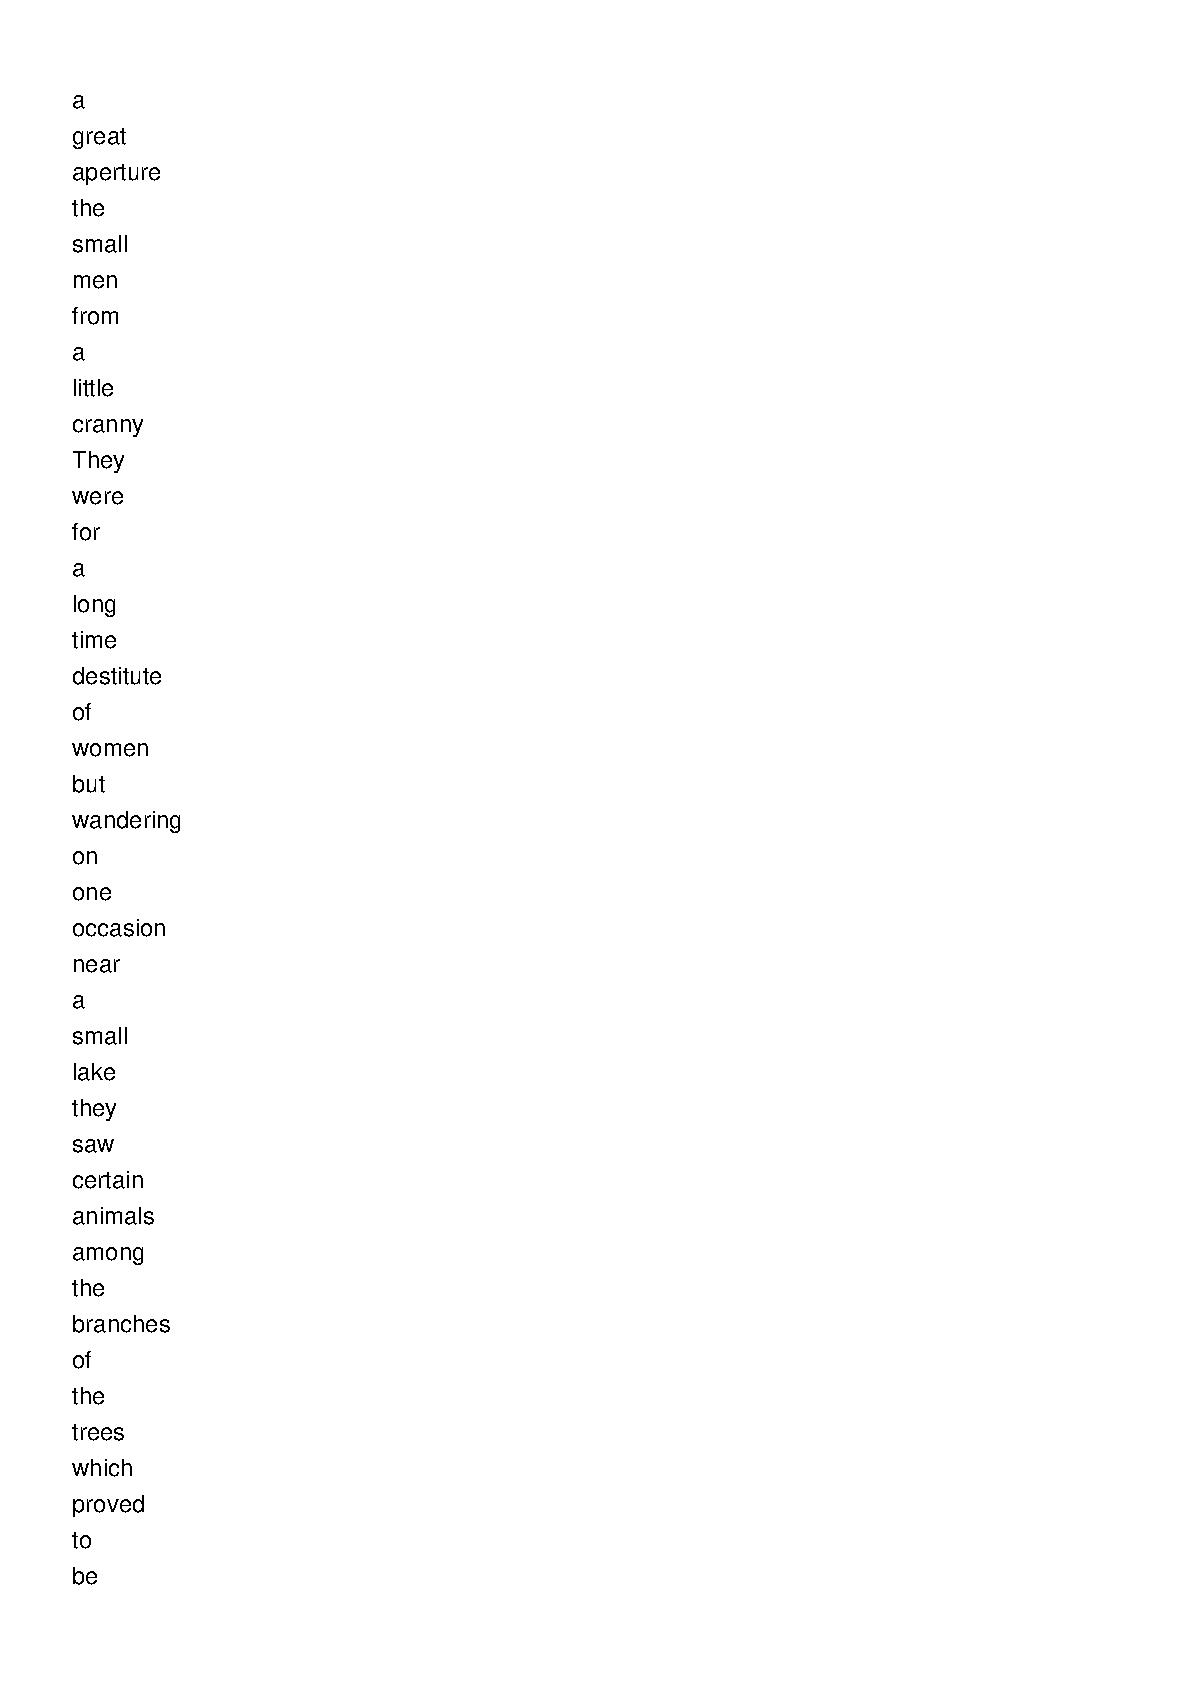 a
great
aperture
the
small
men
from
a
little
cranny
They
were
for
a
long
time
destitute
of
women
but
wandering
on
one
occasion
near
a
small
lake
they
saw
certain
animals
among
the
branches
of
the
trees
which
proved
to
be